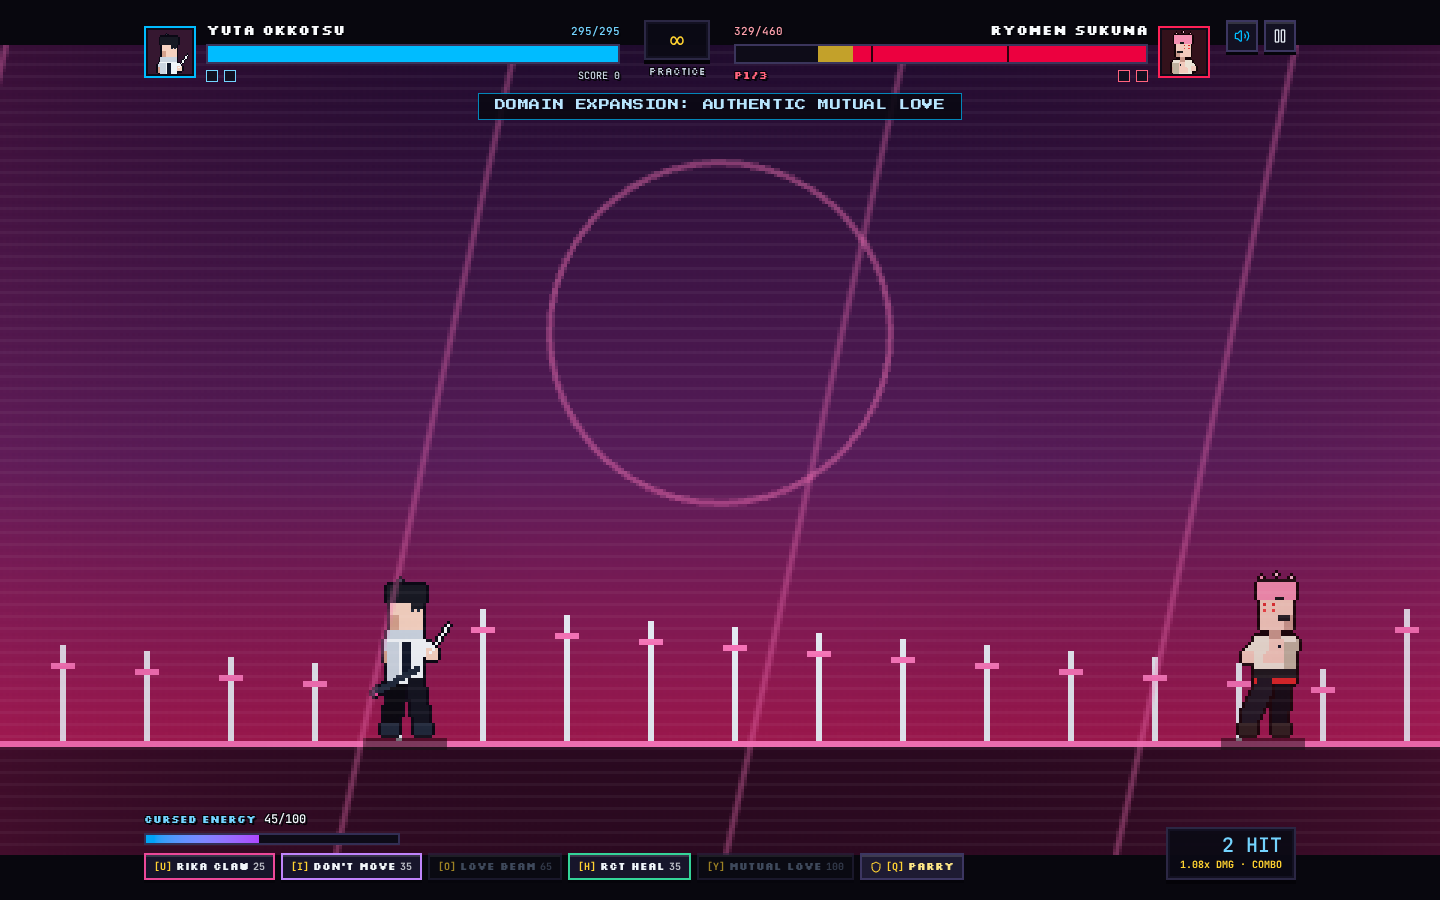 YUTA OKKOTSU 295/295
SCORE 0
∞
PRACTICE
329/460 RYOMEN SUKUNA
P1/3
DOMAIN EXPANSION: AUTHENTIC MUTUAL LOVE
CURSED ENERGY 45/100
[U] RIKA CLAW 25
[I] DON'T MOVE 35
[O] LOVE BEAM 65
[H] RCT HEAL 35
[Y] MUTUAL LOVE 100
[Q] PARRY
2 HIT
1.08x DMG · COMBO